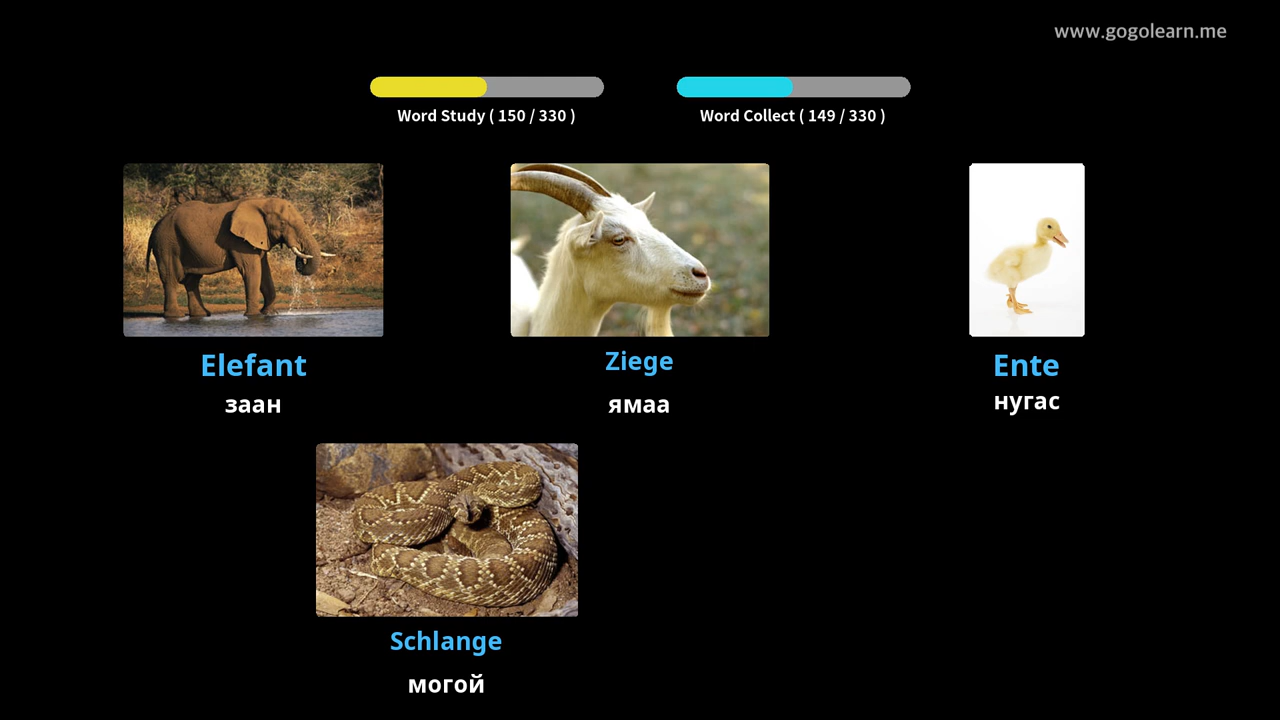 www.gogolearn.me
Word Study ( 150 / 330 )
Word Collect ( 149 / 330 )
Elefant
заан
Ziege
ямаа
Ente
нугас
Schlange
могой